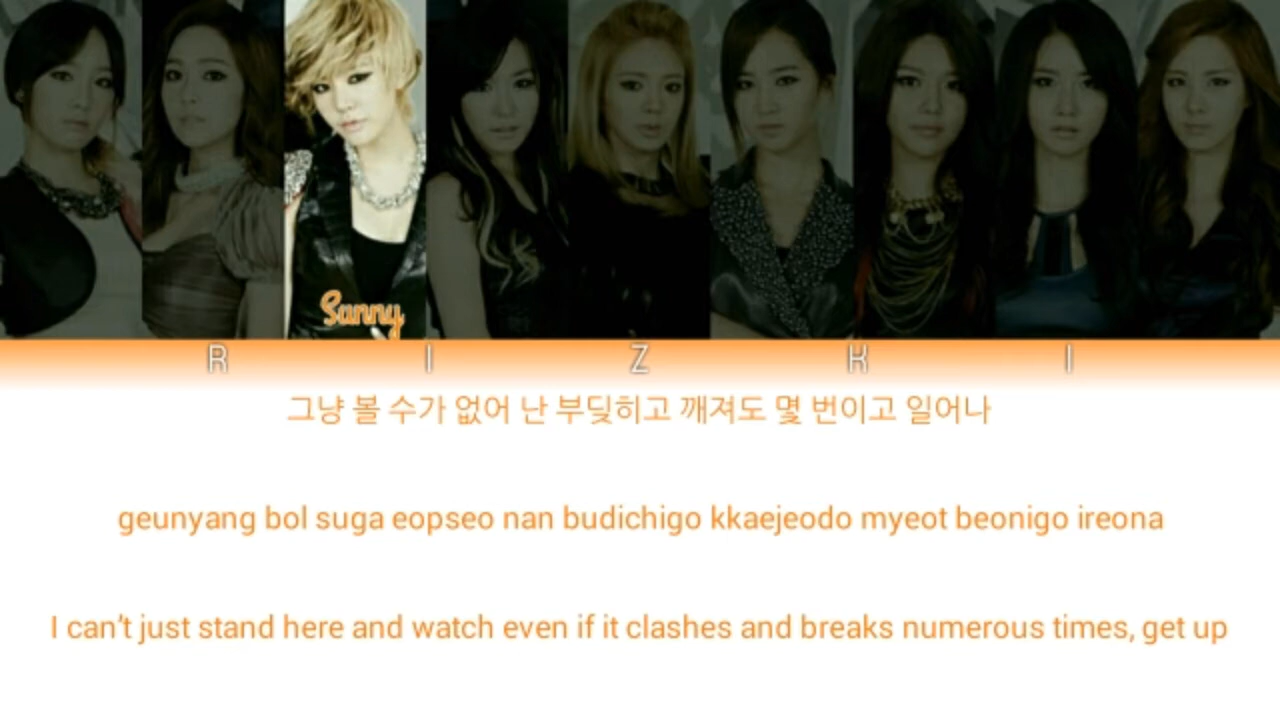 Sunny
R I Z K I
그냥 볼 수가 없어 난 부딪히고 깨져도 몇 번이고 일어나
geunyang bol suga eopseo nan budichigo kkaejeodo myeot beonigo ireona
I can't just stand here and watch even if it clashes and breaks numerous times, get up